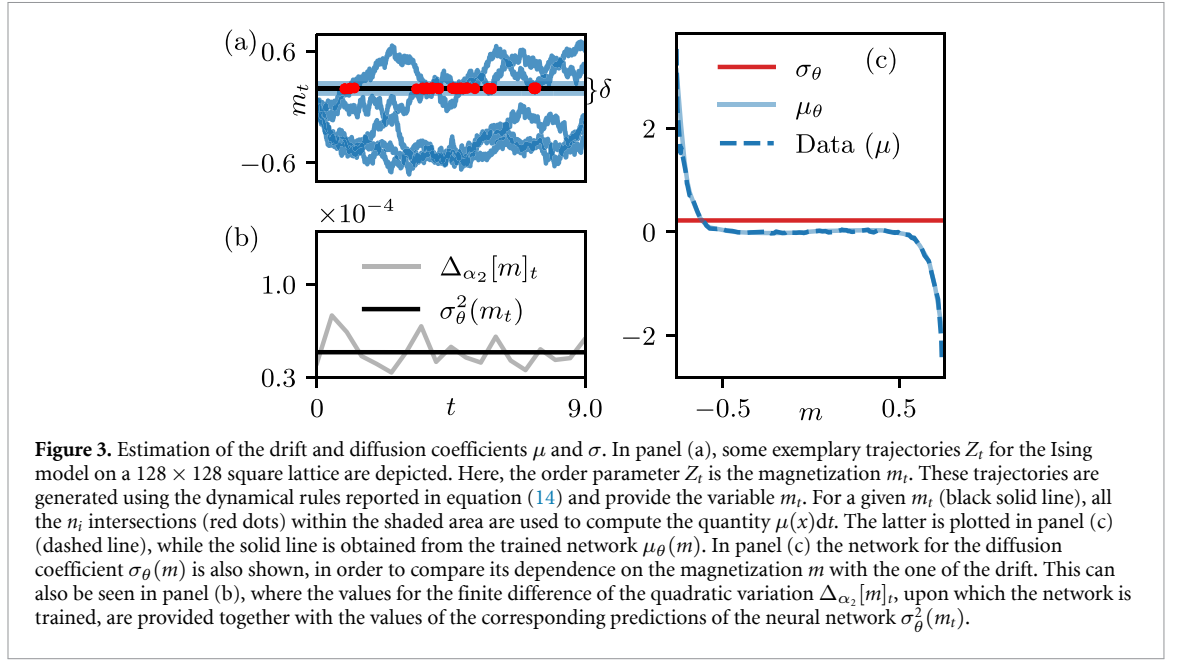 (a)
0.6
m_t
−0.6
} δ
×10⁻⁴
(b)
1.0
0.3
Δ_{α₂}[m]_t
σ²_θ(m_t)
0
t
9.0
(c)
σ_θ
μ_θ
Data (μ)
2
0
−2
−0.5
m
0.5
Figure 3. Estimation of the drift and diffusion coefficients μ and σ. In panel (a), some exemplary trajectories Z_t for the Ising
model on a 128 × 128 square lattice are depicted. Here, the order parameter Z_t is the magnetization m_t. These trajectories are
generated using the dynamical rules reported in equation (14) and provide the variable m_t. For a given m_t (black solid line), all
the n_i intersections (red dots) within the shaded area are used to compute the quantity μ(x)dt. The latter is plotted in panel (c)
(dashed line), while the solid line is obtained from the trained network μ_θ(m). In panel (c) the network for the diffusion
coefficient σ_θ(m) is also shown, in order to compare its dependence on the magnetization m with the one of the drift. This can
also be seen in panel (b), where the values for the finite difference of the quadratic variation Δ_{α₂}[m]_t, upon which the network is
trained, are provided together with the values of the corresponding predictions of the neural network σ²_θ(m_t).